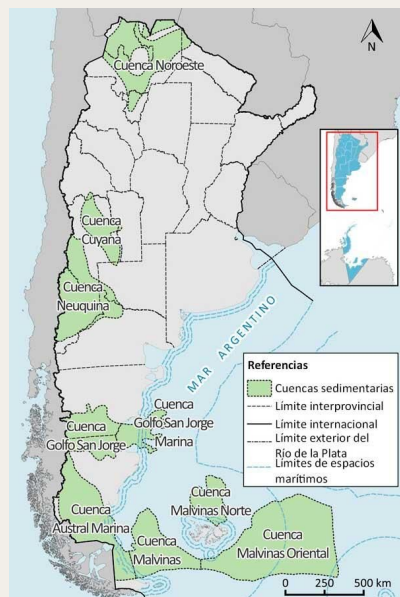 N
Cuenca Noroeste
Cuenca
Cuyana
Cuenca
Neuquina
MAR ARGENTINO
Cuenca
Golfo San Jorge
Cuenca
Golfo San Jorge
Marina
Cuenca
Austral Marina
Cuenca
Malvinas Norte
Cuenca
Malvinas
Cuenca
Malvinas Oriental
Referencias
Cuencas sedimentarias
Límite interprovincial
Límite internacional
Límite exterior del
Río de la Plata
Límites de espacios
marítimos
0 500 km